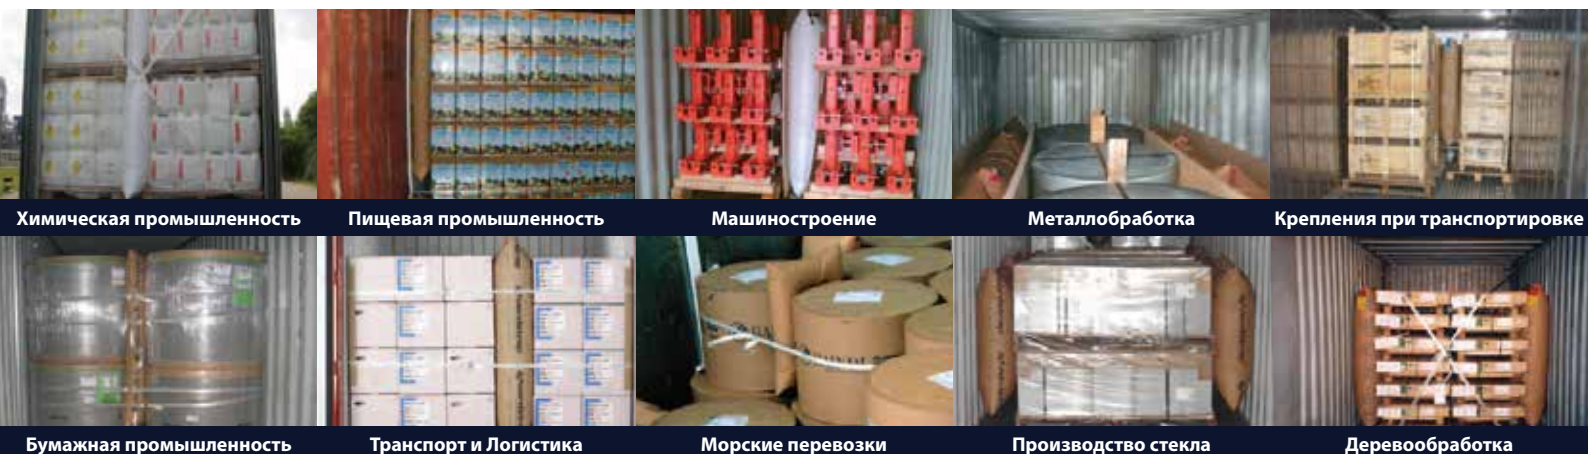 Химическая промышленность
Пищевая промышленность
Машиностроение
Металлобработка
Крепления при транспортировке
Бумажная промышленность
Транспорт и Логистика
Морские перевозки
Производство стекла
Деревообработка